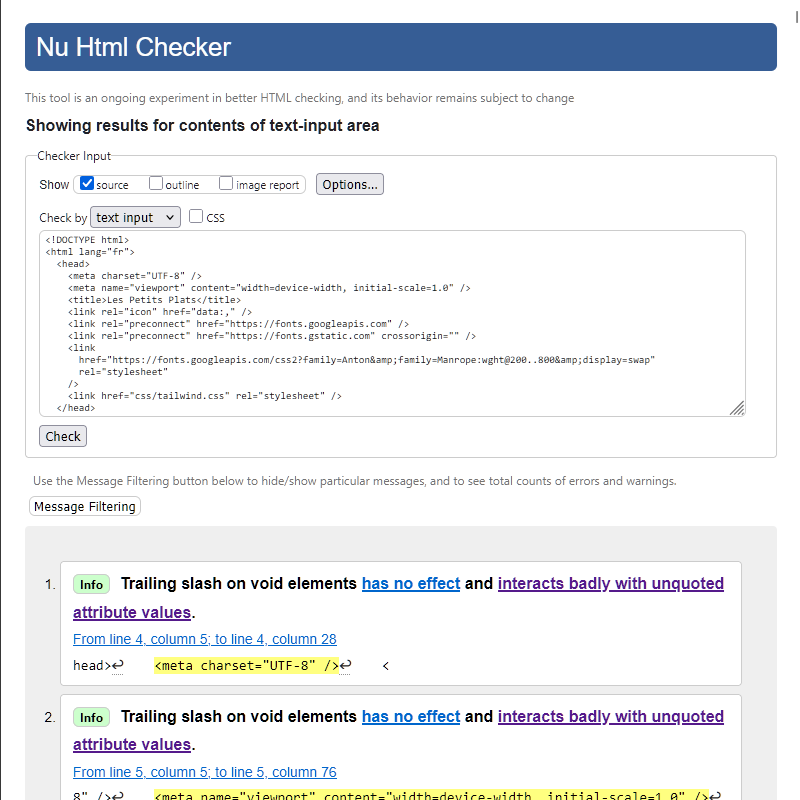 Nu Html Checker
This tool is an ongoing experiment in better HTML checking, and its behavior remains subject to change
Showing results for contents of text-input area
Checker Input
Show source outline image report Options...
Check by text input CSS
<!DOCTYPE html>
<html lang="fr">
<head>
<meta charset="UTF-8" />
<meta name="viewport" content="width=device-width, initial-scale=1.0" />
<title>Les Petits Plats</title>
<link rel="icon" href="data:," />
<link rel="preconnect" href="https://fonts.googleapis.com" />
<link rel="preconnect" href="https://fonts.gstatic.com" crossorigin="" />
<link
href="https://fonts.googleapis.com/css2?family=Anton&amp;family=Manrope:wght@200..800&amp;display=swap"
rel="stylesheet"
/>
<link href="css/tailwind.css" rel="stylesheet" />
</head>
Check
Use the Message Filtering button below to hide/show particular messages, and to see total counts of errors and warnings.
Message Filtering
1. Info Trailing slash on void elements has no effect and interacts badly with unquoted
attribute values.
From line 4, column 5; to line 4, column 28
head>↩ <meta charset="UTF-8" />↩ <
2. Info Trailing slash on void elements has no effect and interacts badly with unquoted
attribute values.
From line 5, column 5; to line 5, column 76
8" />↩ <meta name="viewport" content="width=device-width, initial-scale=1.0" />↩